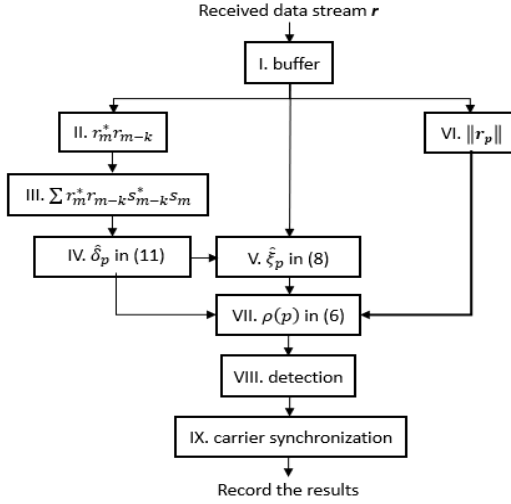 Received data stream r
I. buffer
II. r*ₘrₘ₋ₖ
VI. ‖rₚ‖
III. ∑ r*ₘrₘ₋ₖs*ₘ₋ₖsₘ
IV. δ̂ₚ in (11)
V. ξ̂ₚ in (8)
VII. ρ(p) in (6)
VIII. detection
IX. carrier synchronization
Record the results